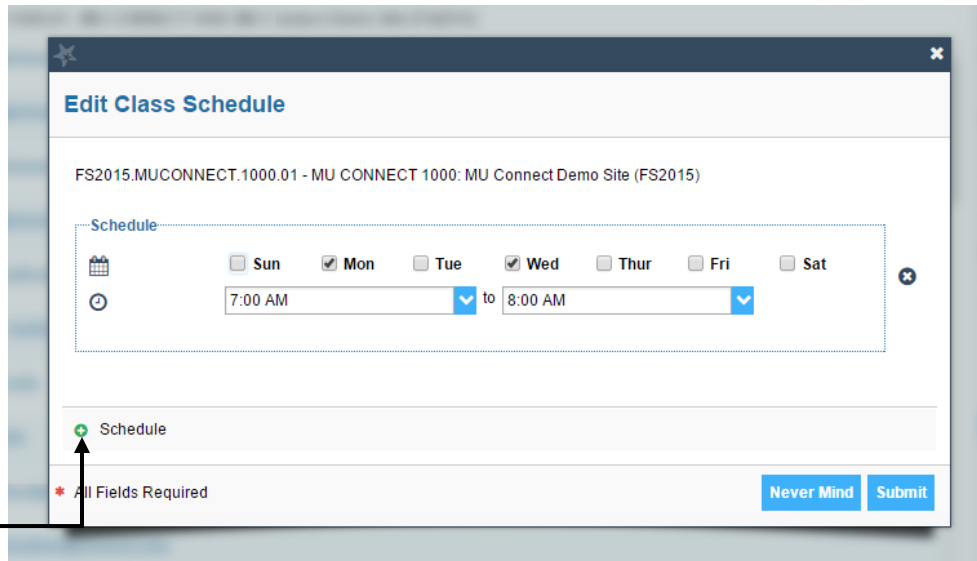 Edit Class Schedule
FS2015.MUCONNECT.1000.01 - MU CONNECT 1000: MU Connect Demo Site (FS2015)
Schedule
Sun Mon Tue Wed Thur Fri Sat
7:00 AM to 8:00 AM
Schedule
* All Fields Required Never Mind Submit